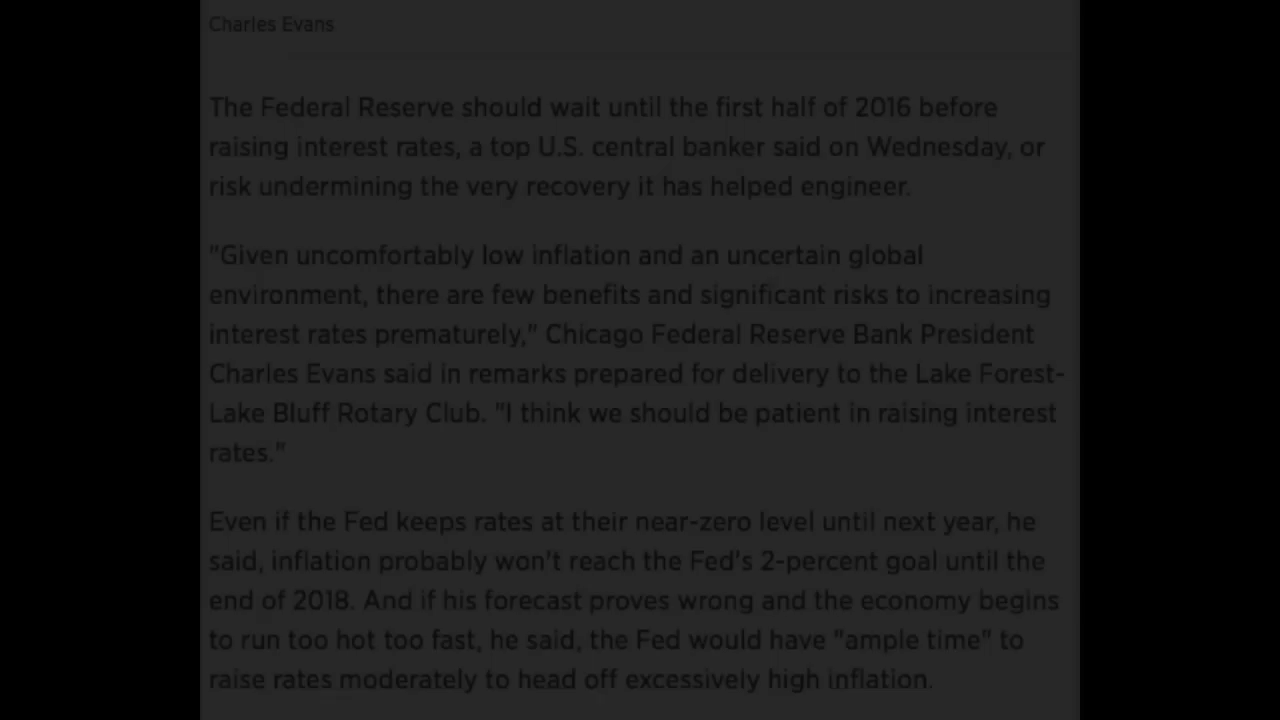 Charles Evans
The Federal Reserve should wait until the first half of 2016 before
raising interest rates, a top U.S. central banker said on Wednesday, or
risk undermining the very recovery it has helped engineer.
"Given uncomfortably low inflation and an uncertain global
environment, there are few benefits and significant risks to increasing
interest rates prematurely," Chicago Federal Reserve Bank President
Charles Evans said in remarks prepared for delivery to the Lake Forest-
Lake Bluff Rotary Club. "I think we should be patient in raising interest
rates."
Even if the Fed keeps rates at their near-zero level until next year, he
said, inflation probably won't reach the Fed's 2-percent goal until the
end of 2018. And if his forecast proves wrong and the economy begins
to run too hot too fast, he said, the Fed would have "ample time" to
raise rates moderately to head off excessively high inflation.